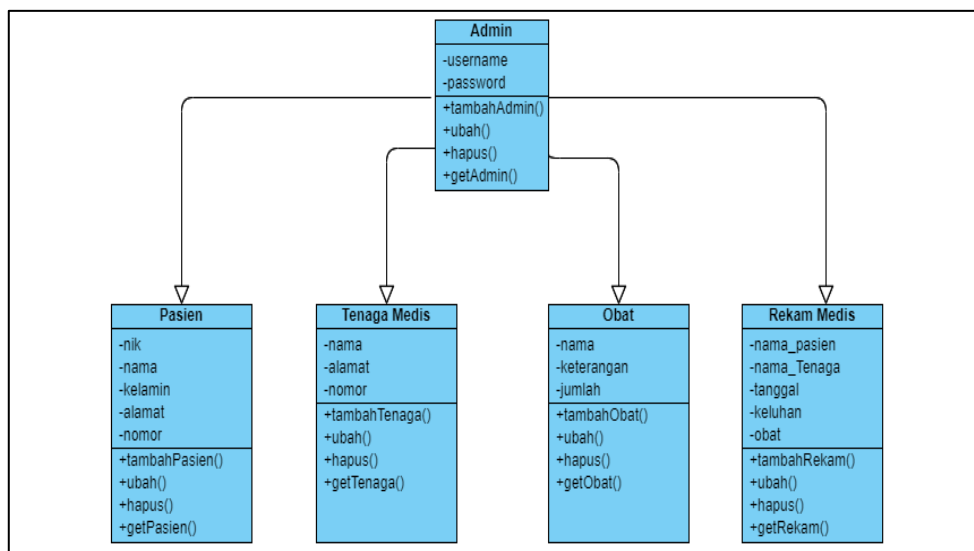 Admin
-username
-password
+tambahAdmin()
+ubah()
+hapus()
+getAdmin()
Pasien
-nik
-nama
-kelamin
-alamat
-nomor
+tambahPasien()
+ubah()
+hapus()
+getPasien()
Tenaga Medis
-nama
-alamat
-nomor
+tambahTenaga()
+ubah()
+hapus()
+getTenaga()
Obat
-nama
-keterangan
-jumlah
+tambahObat()
+ubah()
+hapus()
+getObat()
Rekam Medis
-nama_pasien
-nama_Tenaga
-tanggal
-keluhan
-obat
+tambahRekam()
+ubah()
+hapus()
+getRekam()